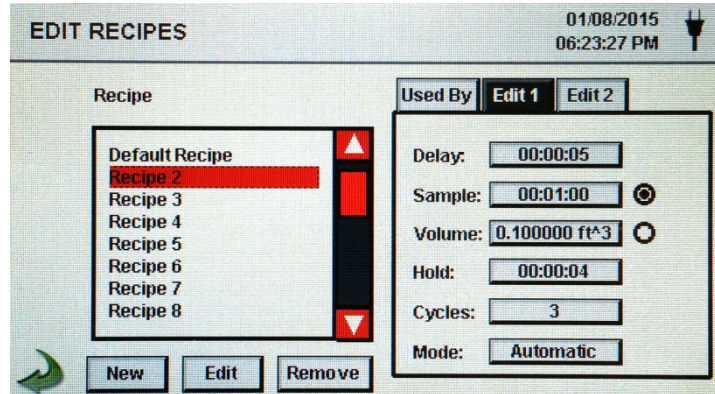 EDIT RECIPES
01/08/2015
06:23:27 PM
Recipe
Default Recipe
Recipe 2
Recipe 3
Recipe 4
Recipe 5
Recipe 6
Recipe 7
Recipe 8
New Edit Remove
Used By Edit 1 Edit 2
Delay: 00:00:05
Sample: 00:01:00
Volume: 0.100000 ft^3
Hold: 00:00:04
Cycles: 3
Mode: Automatic